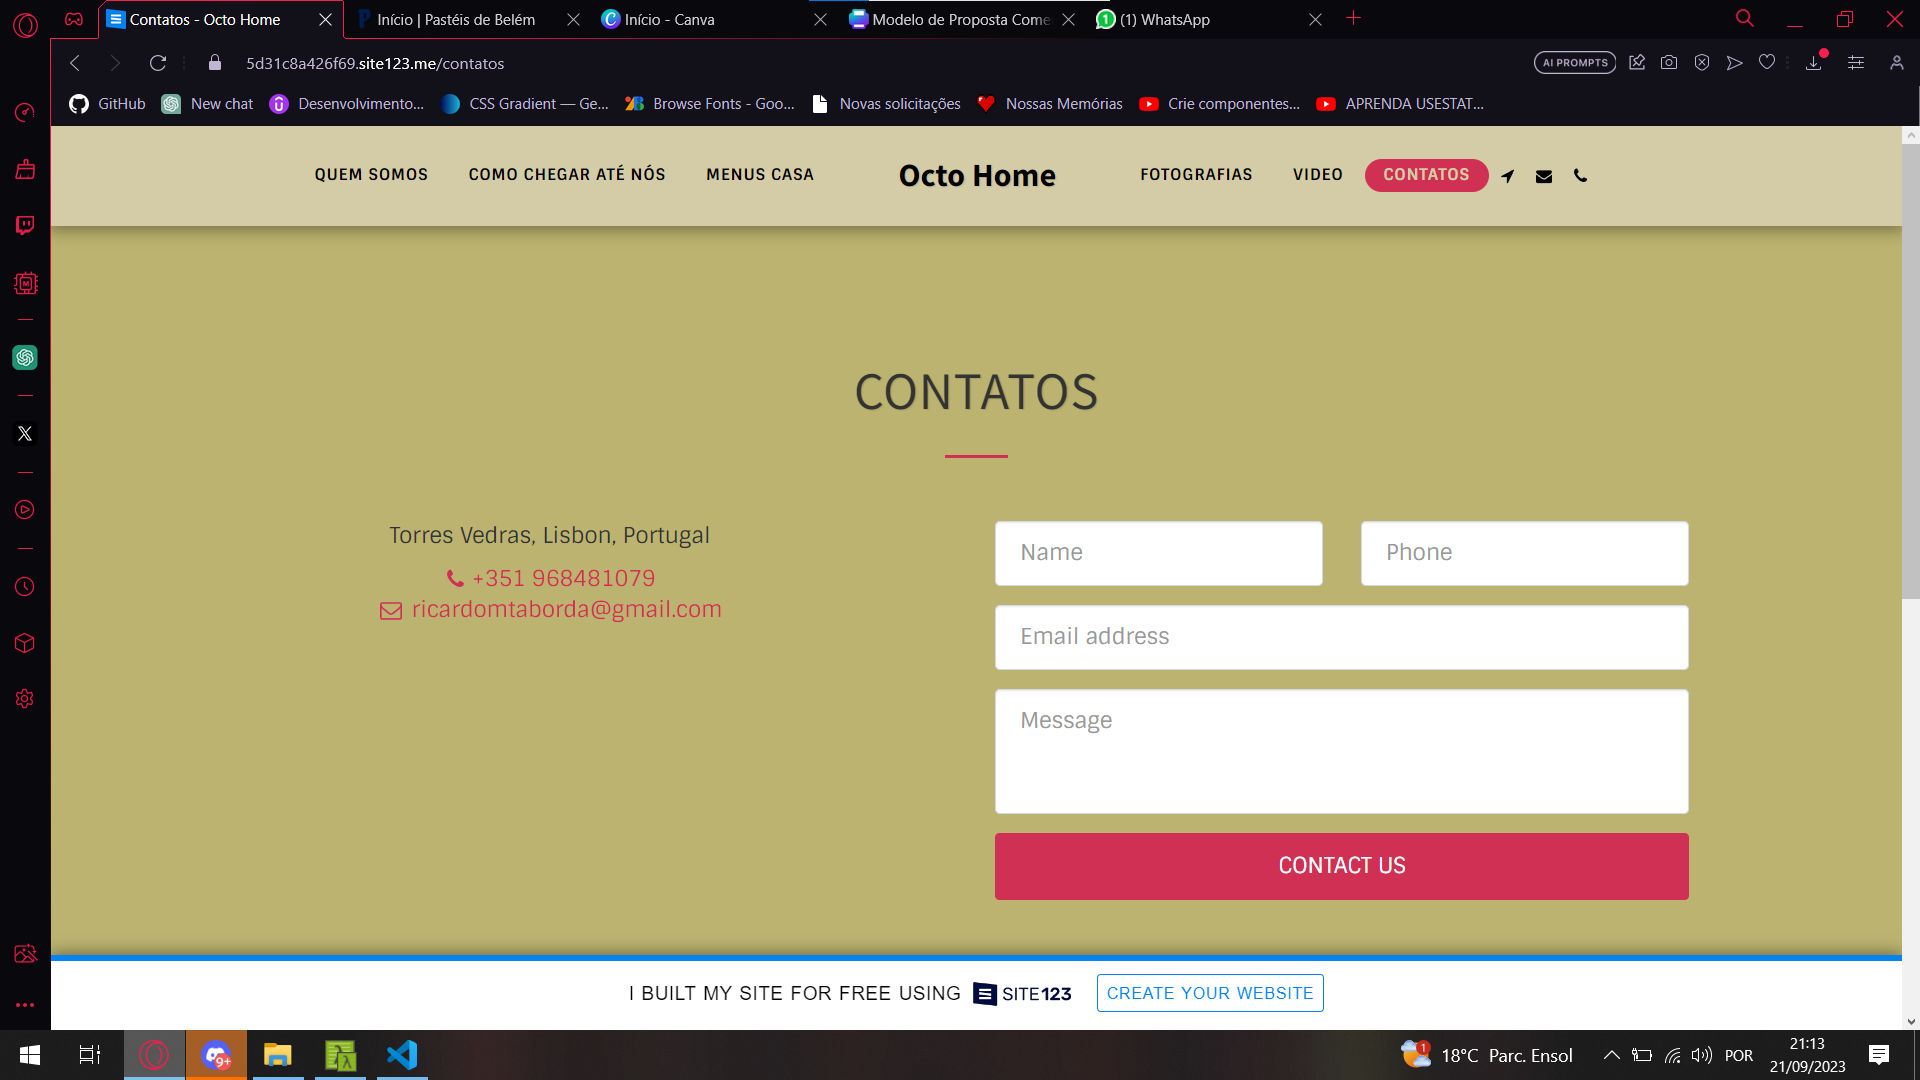 Contatos - Octo Home
Início | Pastéis de Belém
Início - Canva
Modelo de Proposta Come
(1) WhatsApp
5d31c8a426f69.site123.me/contatos
AI PROMPTS
GitHub
New chat
Desenvolvimento...
CSS Gradient — Ge...
Browse Fonts - Goo...
Novas solicitações
Nossas Memórias
Crie componentes...
APRENDA USESTAT...
QUEM SOMOS
COMO CHEGAR ATÉ NÓS
MENUS CASA
Octo Home
FOTOGRAFIAS
VIDEO
CONTATOS
CONTATOS
Torres Vedras, Lisbon, Portugal
+351 968481079
ricardomtaborda@gmail.com
Name
Phone
Email address
Message
CONTACT US
I BUILT MY SITE FOR FREE USING
SITE123
CREATE YOUR WEBSITE
9+
1
18°C Parc. Ensol
POR
21:13
21/09/2023